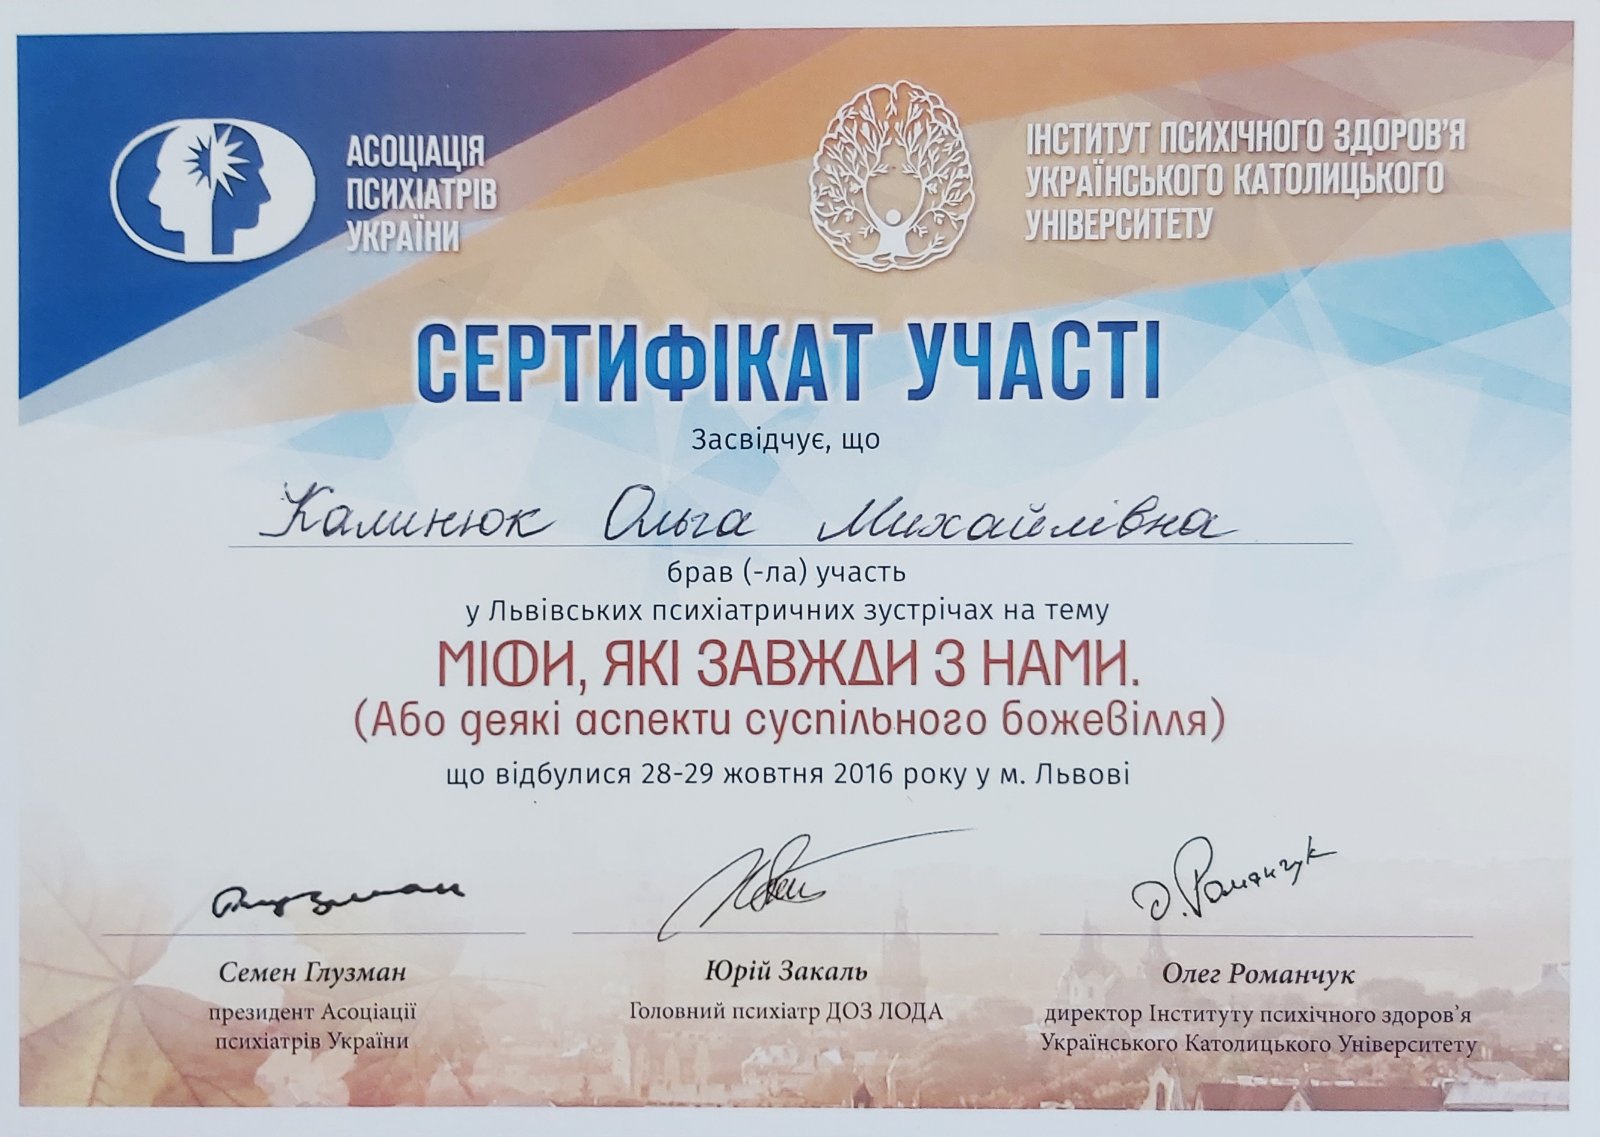 АСОЦІАЦІЯ
ПСИХІАТРІВ
УКРАЇНИ
ІНСТИТУТ ПСИХІЧНОГО ЗДОРОВ'Я
УКРАЇНСЬКОГО КАТОЛИЦЬКОГО
УНІВЕРСИТЕТУ
СЕРТИФІКАТ УЧАСТІ
Засвідчує, що
Калинюк Ольга Михайлівна
брав (-ла) участь
у Львівських психіатричних зустрічах на тему
МІФИ, ЯКІ ЗАВЖДИ З НАМИ.
(Або деякі аспекти суспільного божевілля)
що відбулися 28-29 жовтня 2016 року у м. Львові
О. Романчук
Семен Глузман
президент Асоціації
психіатрів України
Юрій Закаль
Головний психіатр ДОЗ ЛОДА
Олег Романчук
директор Інституту психічного здоров'я
Українського Католицького Університету